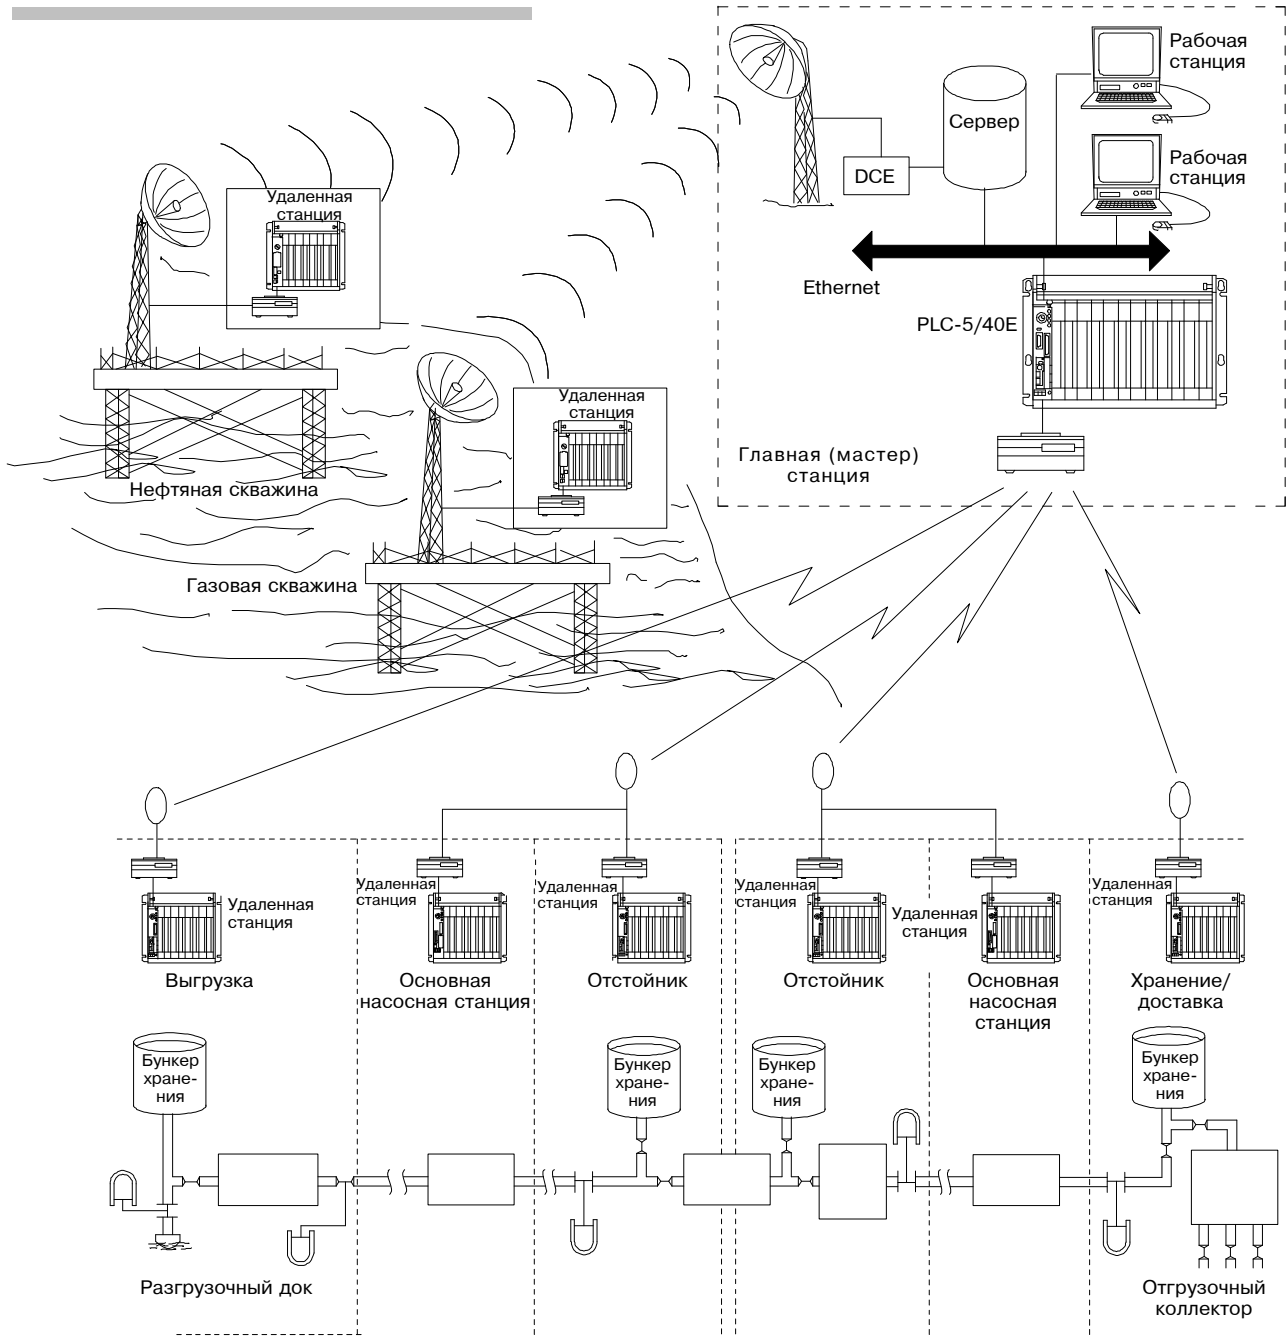 Рабочая
станция
Сервер
DCE
Рабочая
станция
Ethernet
PLC-5/40E
Главная (мастер)
станция
Удаленная
станция
Нефтяная скважина
Удаленная
станция
Газовая скважина
Удаленная
станция
Удаленная
станция
Удаленная
станция
Удаленная
станция
Удаленная
станция
Удаленная
станция
Выгрузка
Основная
насосная станция
Отстойник
Отстойник
Основная
насосная
станция
Хранение/
доставка
Бункер
хране-
ния
Бункер
хране-
ния
Бункер
хране-
ния
Бункер
хране-
ния
Разгрузочный док
Отгрузочный
коллектор